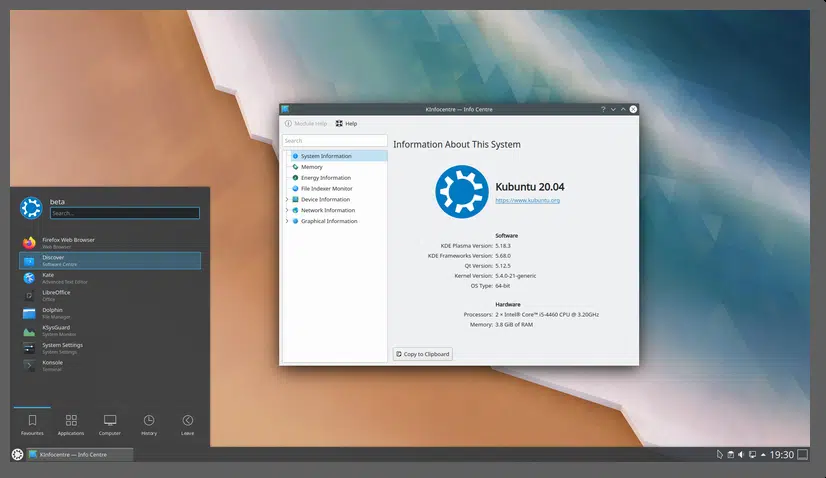 KInfocentre — Info Centre
Module Help
Help
Search
System Information
Memory
Energy Information
File Indexer Monitor
Device Information
Network Information
Graphical Information
Information About This System
Kubuntu 20.04
https://www.kubuntu.org
Software
KDE Plasma Version: 5.18.3
KDE Frameworks Version: 5.68.0
Qt Version: 5.12.5
Kernel Version: 5.4.0-21-generic
OS Type: 64-bit
Hardware
Processors: 2 × Intel® Core™ i5-4460 CPU @ 3.20GHz
Memory: 3.8 GiB of RAM
Copy to Clipboard
beta
Search...
Firefox Web Browser
Web Browser
Discover
Software Centre
Kate
Advanced Text Editor
LibreOffice
Office
Dolphin
File Manager
KSysGuard
System Monitor
System Settings
System Settings
Konsole
Terminal
Favourites
Applications
Computer
History
Leave
KInfocentre — Info Centre
19:30